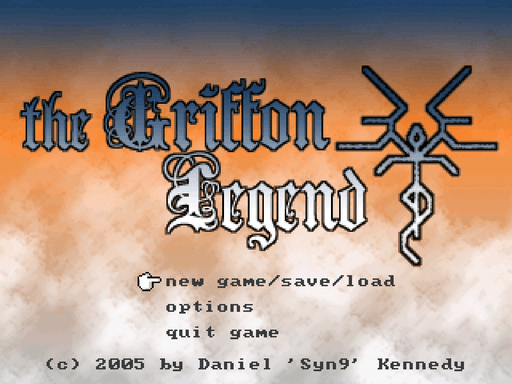 the Griffon
Legend
new game/save/load
options
quit game
(c) 2005 by Daniel 'Syn9' Kennedy